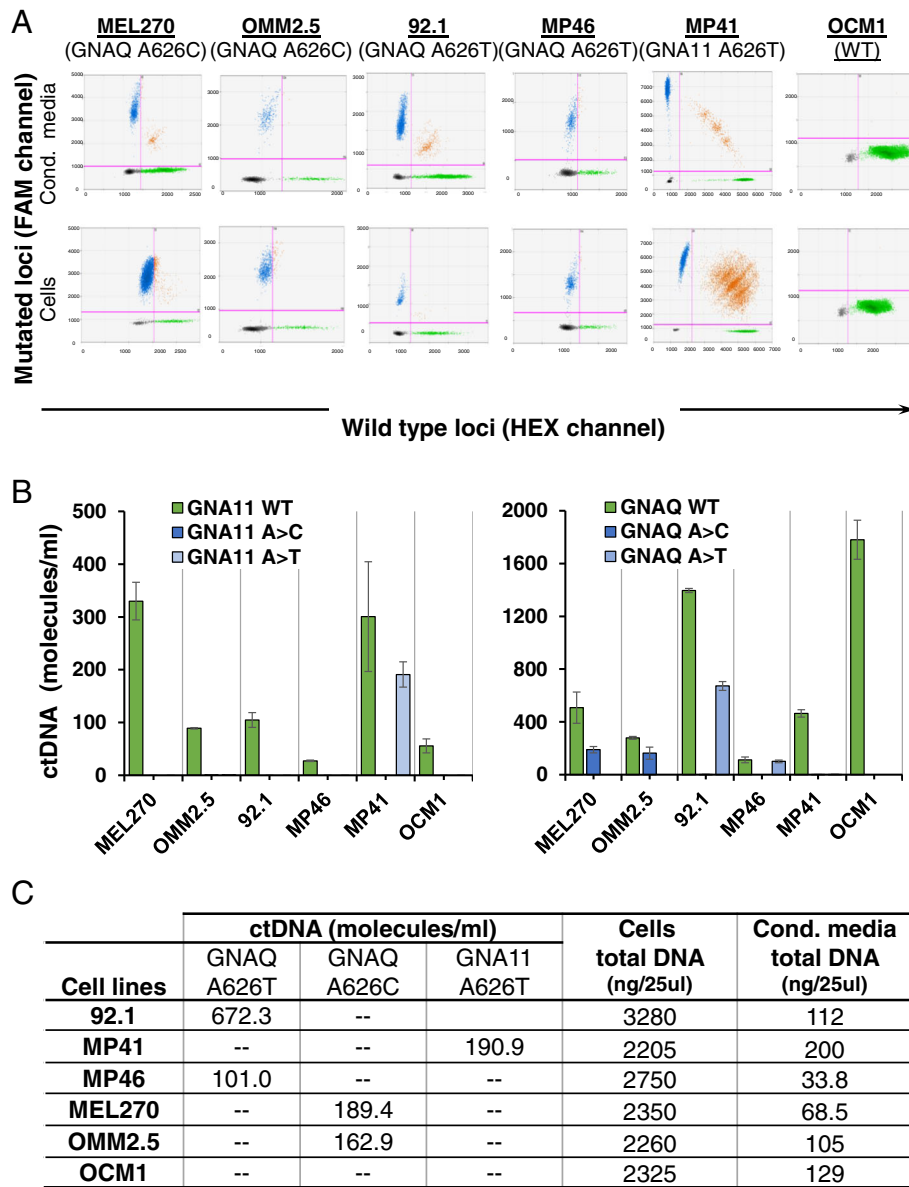 A
MEL270 OMM2.5 92.1 MP46 MP41 OCM1
(GNAQ A626C) (GNAQ A626C) (GNAQ A626T) (GNAQ A626T) (GNA11 A626T) (WT)
Mutated loci (FAM channel)
Cond. media
Cells
Wild type loci (HEX channel)
B
GNA11 WT
GNA11 A>C
GNA11 A>T
ctDNA (molecules/ml)
500
400
300
200
100
0
MEL270 OMM2.5 92.1 MP46 MP41 OCM1
GNAQ WT
GNAQ A>C
GNAQ A>T
2000
1600
1200
800
400
0
MEL270 OMM2.5 92.1 MP46 MP41 OCM1
C
ctDNA (molecules/ml) Cells Cond. media
GNAQ GNAQ GNA11 total DNA total DNA
Cell lines A626T A626C A626T (ng/25ul) (ng/25ul)
92.1 672.3 -- 3280 112
MP41 -- -- 190.9 2205 200
MP46 101.0 -- -- 2750 33.8
MEL270 -- 189.4 -- 2350 68.5
OMM2.5 -- 162.9 -- 2260 105
OCM1 -- -- -- 2325 129